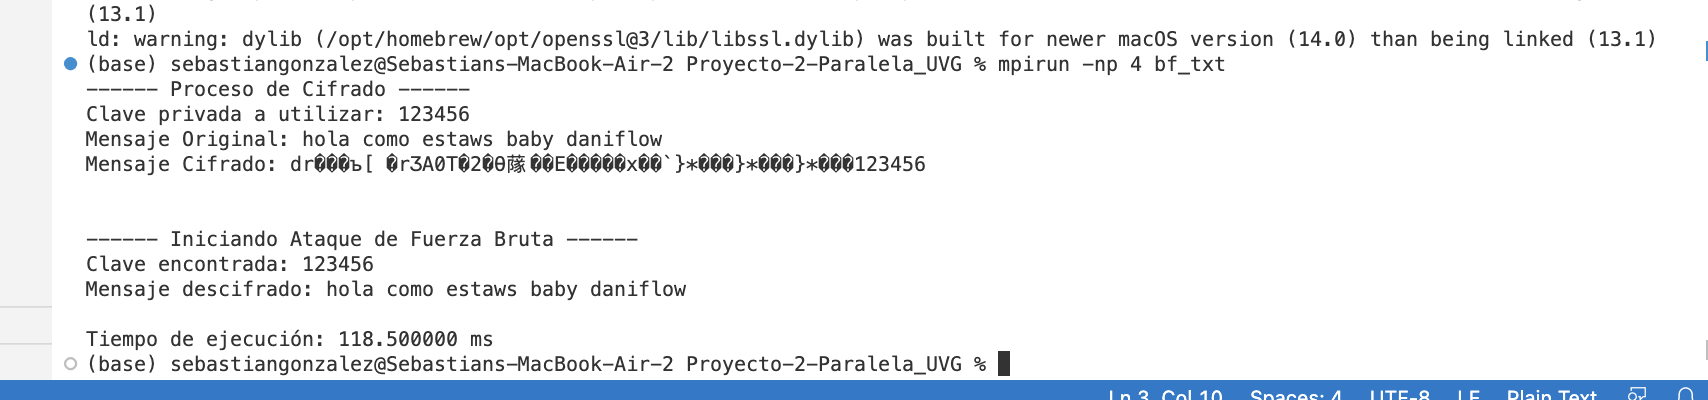 (13.1)
ld: warning: dylib (/opt/homebrew/opt/openssl@3/lib/libssl.dylib) was built for newer macOS version (14.0) than being linked (13.1)
(base) sebastiangonzalez@Sebastians-MacBook-Air-2 Proyecto-2-Paralela_UVG % mpirun -np 4 bf_txt
------ Proceso de Cifrado ------
Clave privada a utilizar: 123456
Mensaje Original: hola como estaws baby daniflow
Mensaje Cifrado: dr���ъ[ �rƷA0T�2�θ��E�����x��`}*���}*���}*���123456
------ Iniciando Ataque de Fuerza Bruta ------
Clave encontrada: 123456
Mensaje descifrado: hola como estaws baby daniflow
Tiempo de ejecución: 118.500000 ms
(base) sebastiangonzalez@Sebastians-MacBook-Air-2 Proyecto-2-Paralela_UVG %
Ln 3, Col 10 Spaces: 4 UTF-8 LF Plain Text